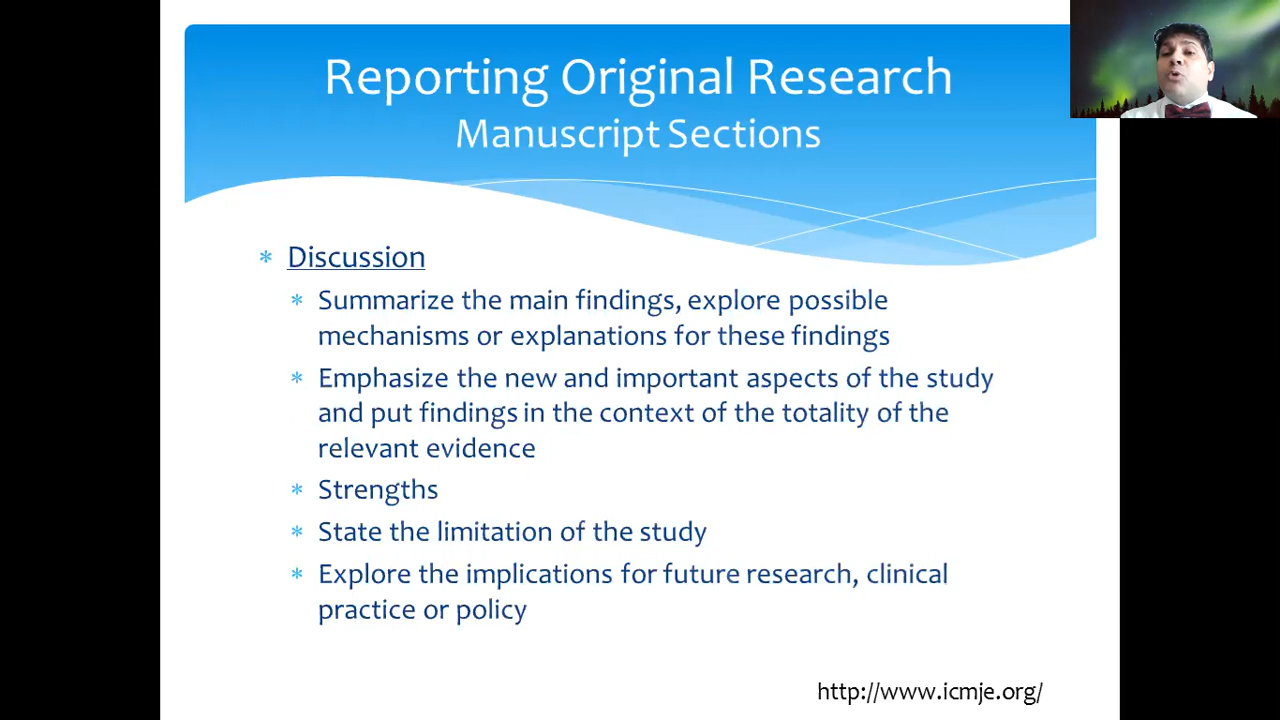 Reporting Original Research
Manuscript Sections
* Discussion
* Summarize the main findings, explore possible
mechanisms or explanations for these findings
* Emphasize the new and important aspects of the study
and put findings in the context of the totality of the
relevant evidence
* Strengths
* State the limitation of the study
* Explore the implications for future research, clinical
practice or policy
http://www.icmje.org/